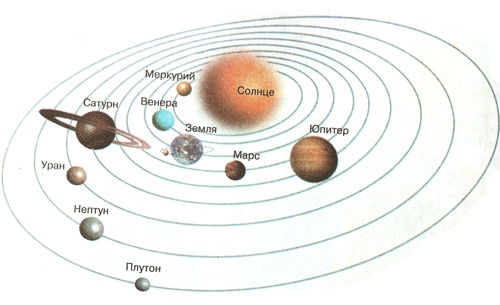 Меркурий
Солнце
Сатурн
Венера
Земля
Юпитер
Марс
Уран
Нептун
Плутон